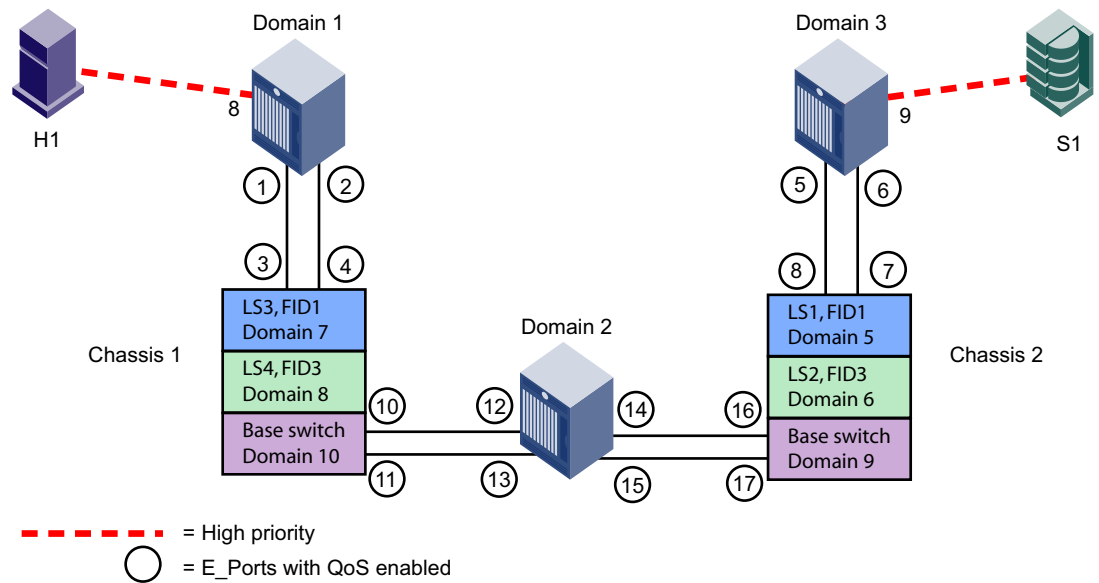 Domain 1
Domain 3
H1
8
9
S1
1
2
5
6
3
4
8
7
LS3, FID1
Domain 7
LS1, FID1
Domain 5
Chassis 1
Domain 2
Chassis 2
LS4, FID3
Domain 8
LS2, FID3
Domain 6
10
12
14
16
Base switch
Domain 10
Base switch
Domain 9
11
13
15
17
= High priority
= E_Ports with QoS enabled